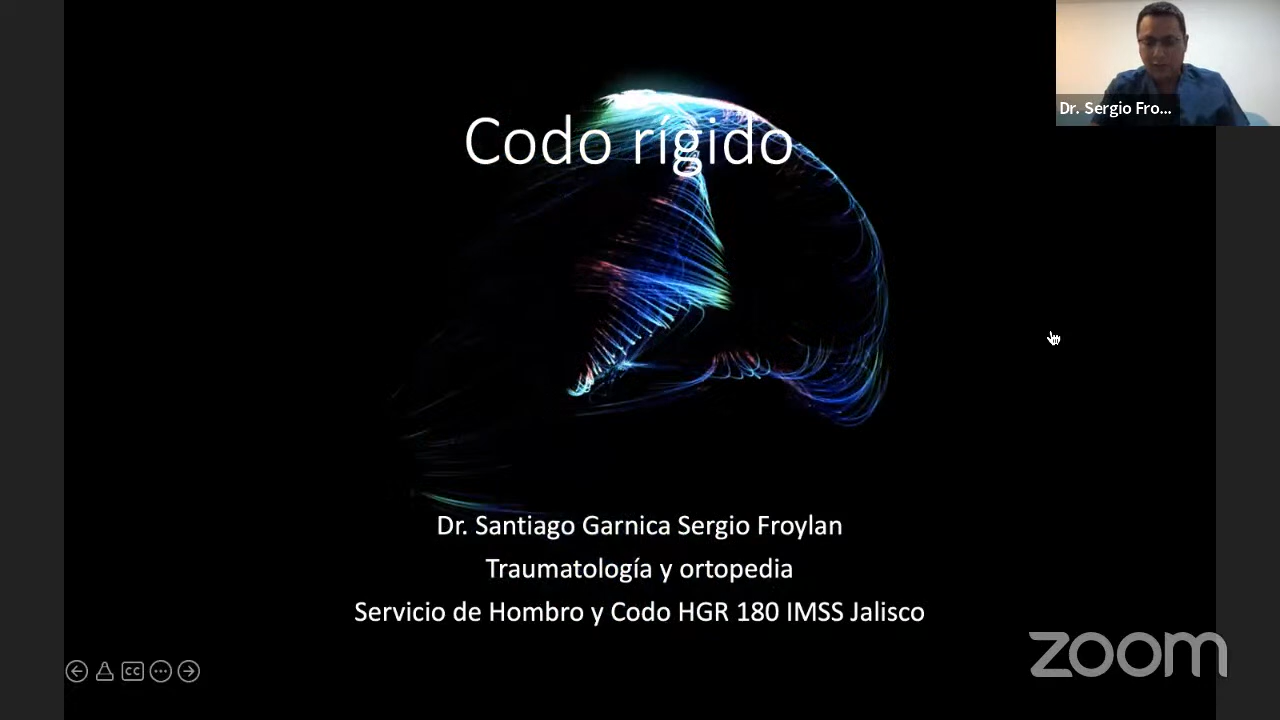 Dr. Sergio Fro...
Codo rígido
Dr. Santiago Garnica Sergio Froylan
Traumatología y ortopedia
Servicio de Hombro y Codo HGR 180 IMSS Jalisco
CC
zoom